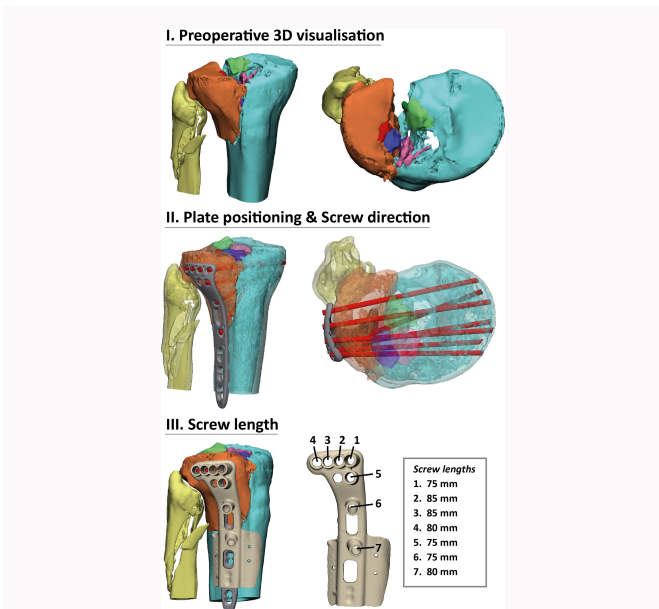 I. Preoperative 3D visualisation
II. Plate positioning & Screw direction
III. Screw length
4 3 2 1
5
6
7
Screw lengths
1. 75 mm
2. 85 mm
3. 85 mm
4. 80 mm
5. 75 mm
6. 75 mm
7. 80 mm